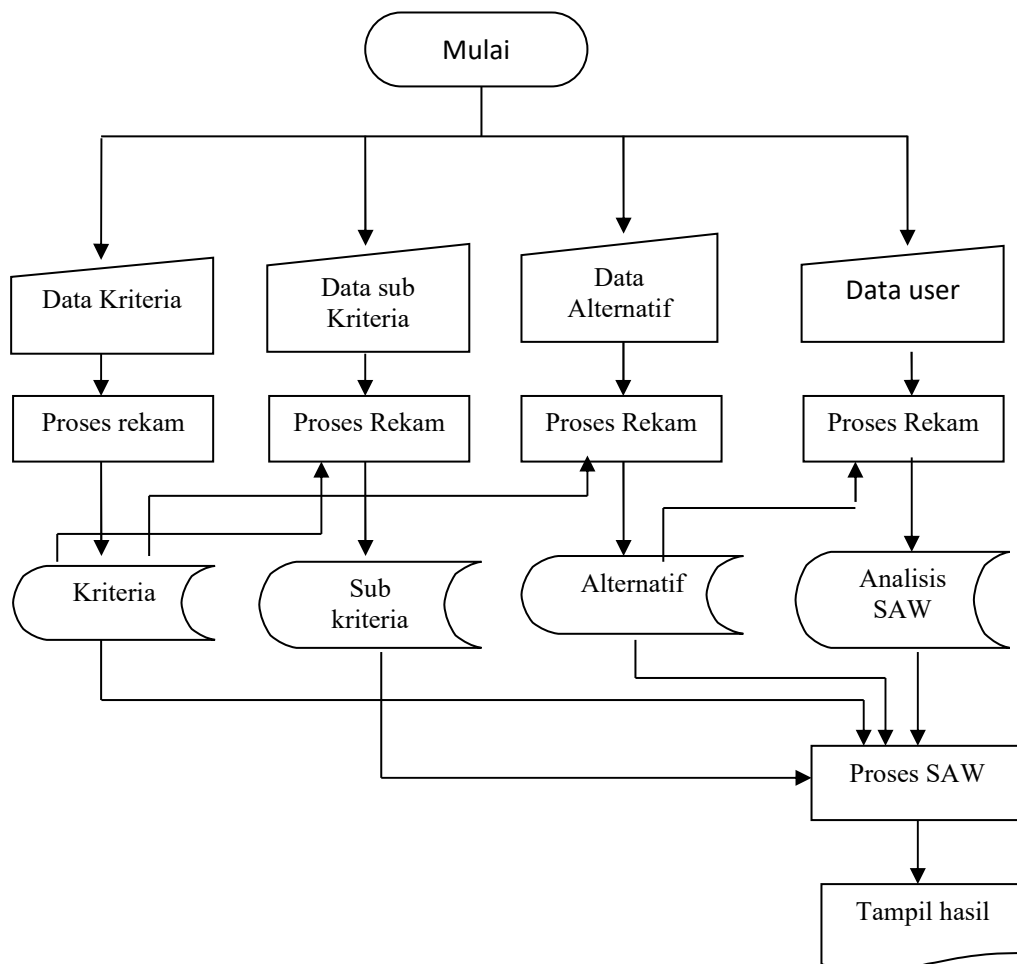 Mulai
Data Kriteria
Data sub
Kriteria
Data
Alternatif
Data user
Proses rekam
Proses Rekam
Proses Rekam
Proses Rekam
Kriteria
Sub
kriteria
Alternatif
Analisis
SAW
Proses SAW
Tampil hasil